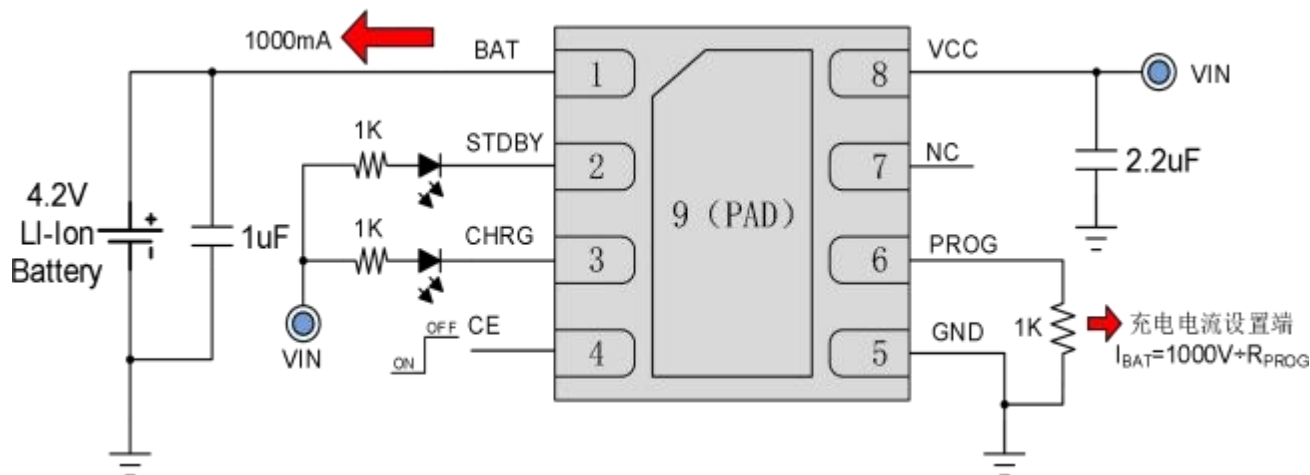 1000mA
BAT
1
8
VCC
VIN
1K
STDBY
2
7
NC
2.2uF
4.2V
LI-Ion
Battery
+
-
1uF
9（PAD）
1K
CHRG
3
6
PROG
VIN
OFF
ON
CE
4
5
GND
1K
充电电流设置端
IBAT=1000V÷RPROG